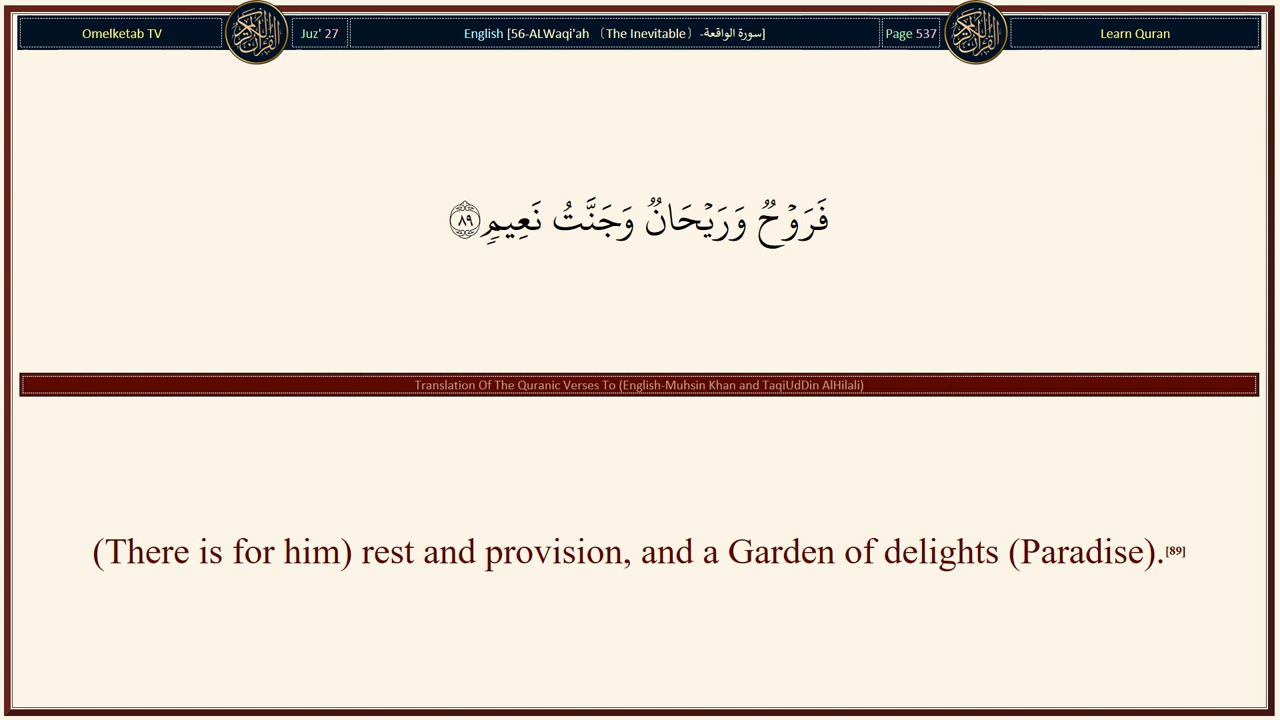 Omelketab TV
Juz' 27
English [56-ALWaqi'ah （The Inevitable） -سورة الواقعة]
Page 537
Learn Quran
فَرَوۡحٞ وَرَيۡحَانٞ وَجَنَّتُ نَعِيمٖ ٨٩
Translation Of The Quranic Verses To (English-Muhsin Khan and TaqiUdDin AlHilali)
(There is for him) rest and provision, and a Garden of delights (Paradise).[89]